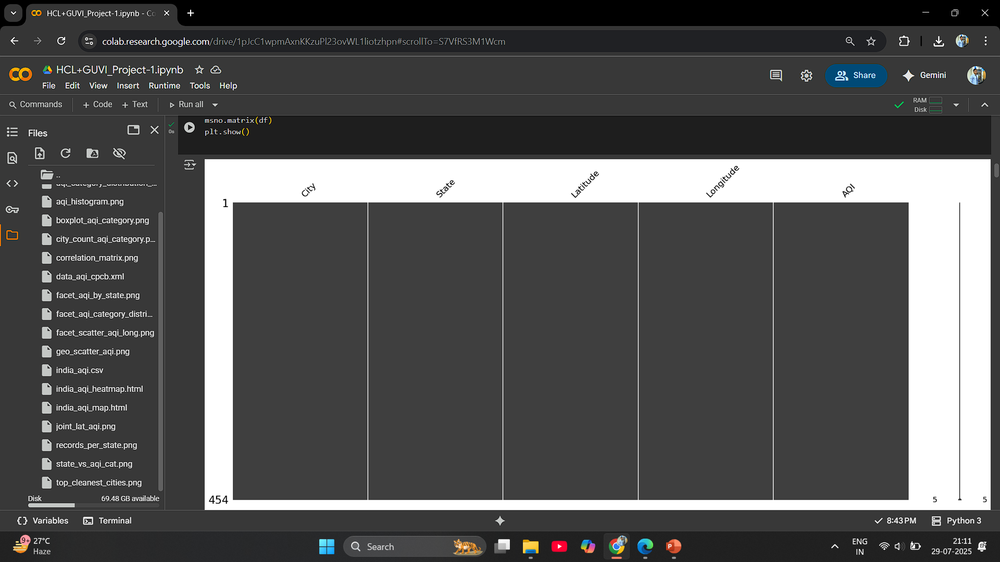 HCL+GUVI_Project-1.ipynb - Co
colab.research.google.com/drive/1pJcC1wpmAxnKKzuPl23ovWL1liotzhpn#scrollTo=S7VfRS3M1Wcm
HCL+GUVI_Project-1.ipynb
File Edit View Insert Runtime Tools Help
Share
Gemini
Commands + Code + Text Run all
RAM
Disk
Files
..
aqi_category_distribution_...
aqi_histogram.png
boxplot_aqi_category.png
city_count_aqi_category.p...
correlation_matrix.png
data_aqi_cpcb.xml
facet_aqi_by_state.png
facet_aqi_category_distri...
facet_scatter_aqi_long.png
geo_scatter_aqi.png
india_aqi.csv
india_aqi_heatmap.html
india_aqi_map.html
joint_lat_aqi.png
records_per_state.png
state_vs_aqi_cat.png
top_cleanest_cities.png
Disk 69.48 GB available
0s
msno.matrix(df)
plt.show()
City State Latitude Longitude AQI
1
454
5 5
Variables Terminal
8:43 PM Python 3
9+
27°C
Haze
Search
P
ENG
IN
21:11
29-07-2025